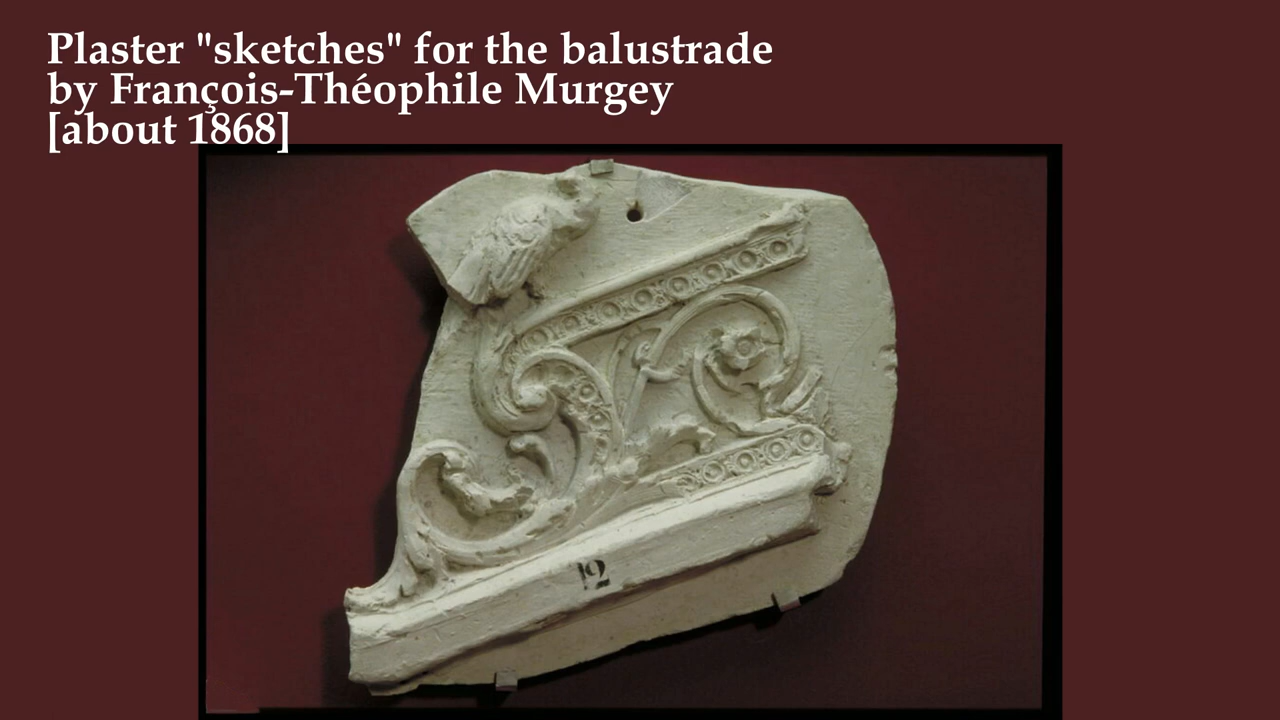 Plaster "sketches" for the balustrade
by François-Théophile Murgey
[about 1868]
12